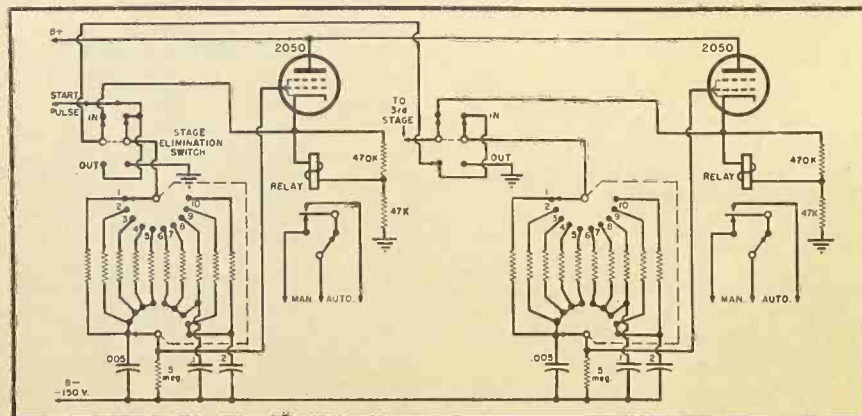 B+
2050
2050
START
PULSE
IN
STAGE
ELIMINATION
SWITCH
OUT
RELAY
470K
47K
MAN.
AUTO.
1
2
3
4
5
6
7
8
9
10
.005
5
meg.
.1
.2
B-
-150 V.
TO
3rd
STAGE
IN
OUT
RELAY
470K
47K
MAN.
AUTO.
1
2
3
4
5
6
7
8
9
10
.005
5
meg.
.1
.2